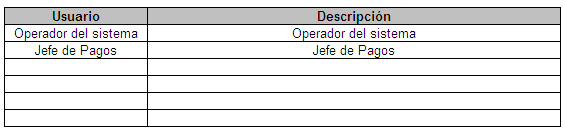 Usuario Descripción
Operador del sistema Operador del sistema
Jefe de Pagos Jefe de Pagos